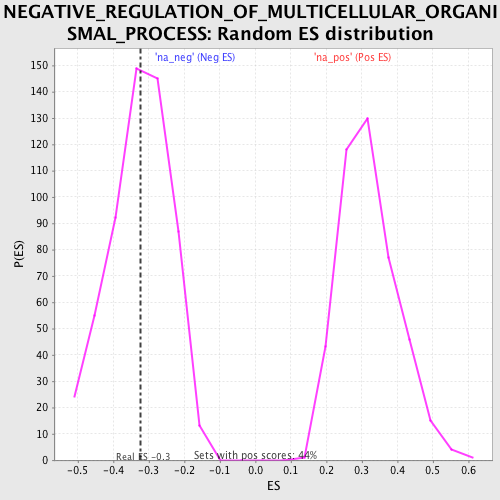 NEGATIVE_REGULATION_OF_MULTICELLULAR_ORGANI
SMAL_PROCESS: Random ES distribution
'na_neg' (Neg ES)
'na_pos' (Pos ES)
150
140
130
120
110
100
90
80
70
60
50
40
30
20
10
0
P(ES)
Real ES -0.3
Sets with pos scores: 44%
-0.5 -0.4 -0.3 -0.2 -0.1 0.0 0.1 0.2 0.3 0.4 0.5 0.6
ES